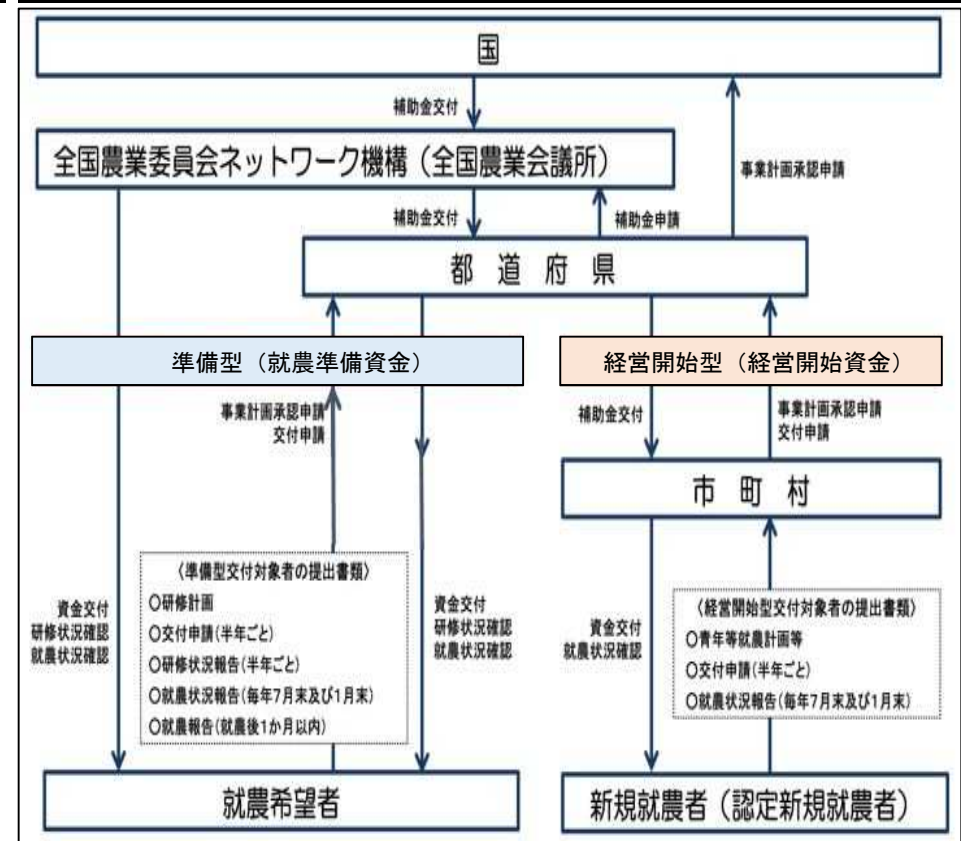 国
補助金交付
全国農業委員会ネットワーク機構（全国農業会議所）
事業計画承認申請
補助金交付
補助金申請
都　道　府　県
準備型（就農準備資金）
経営開始型（経営開始資金）
事業計画承認申請
交付申請
補助金交付
事業計画承認申請
交付申請
市　町　村
〈準備型交付対象者の提出書類〉
○研修計画
○交付申請（半年ごと）
○研修状況報告（半年ごと）
○就農状況報告（毎年7月末及び1月末）
○就農報告（就農後1か月以内）
資金交付
研修状況確認
就農状況確認
資金交付
研修状況確認
就農状況確認
資金交付
就農状況確認
〈経営開始型交付対象者の提出書類〉
○青年等就農計画等
○交付申請（半年ごと）
○就農状況報告（毎年7月末及び1月末）
就農希望者
新規就農者（認定新規就農者）